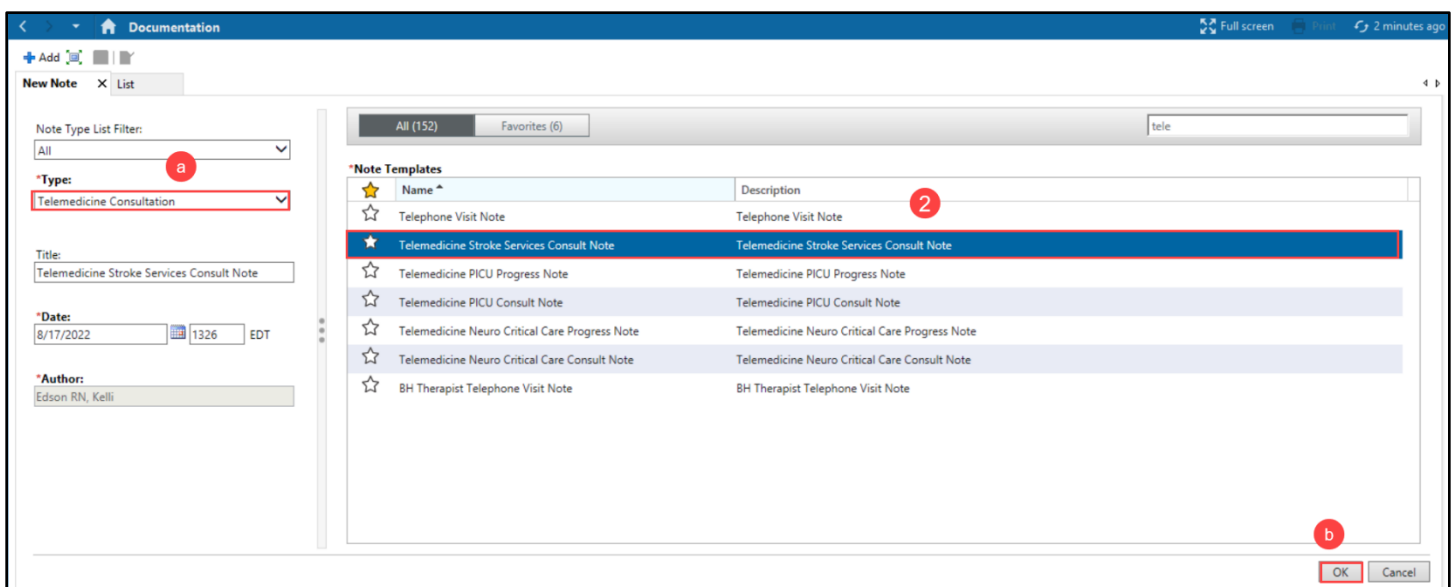 Documentation
Full screen Print 2 minutes ago
Add
New Note X List
Note Type List Filter:
All
a
*Type:
Telemedicine Consultation
Title:
Telemedicine Stroke Services Consult Note
*Date:
8/17/2022 1326 EDT
*Author:
Edson RN, Kelli
All (152) Favorites (6) tele
*Note Templates
Name Description
2
Telephone Visit Note Telephone Visit Note
Telemedicine Stroke Services Consult Note Telemedicine Stroke Services Consult Note
Telemedicine PICU Progress Note Telemedicine PICU Progress Note
Telemedicine PICU Consult Note Telemedicine PICU Consult Note
Telemedicine Neuro Critical Care Progress Note Telemedicine Neuro Critical Care Progress Note
Telemedicine Neuro Critical Care Consult Note Telemedicine Neuro Critical Care Consult Note
BH Therapist Telephone Visit Note BH Therapist Telephone Visit Note
b
OK Cancel